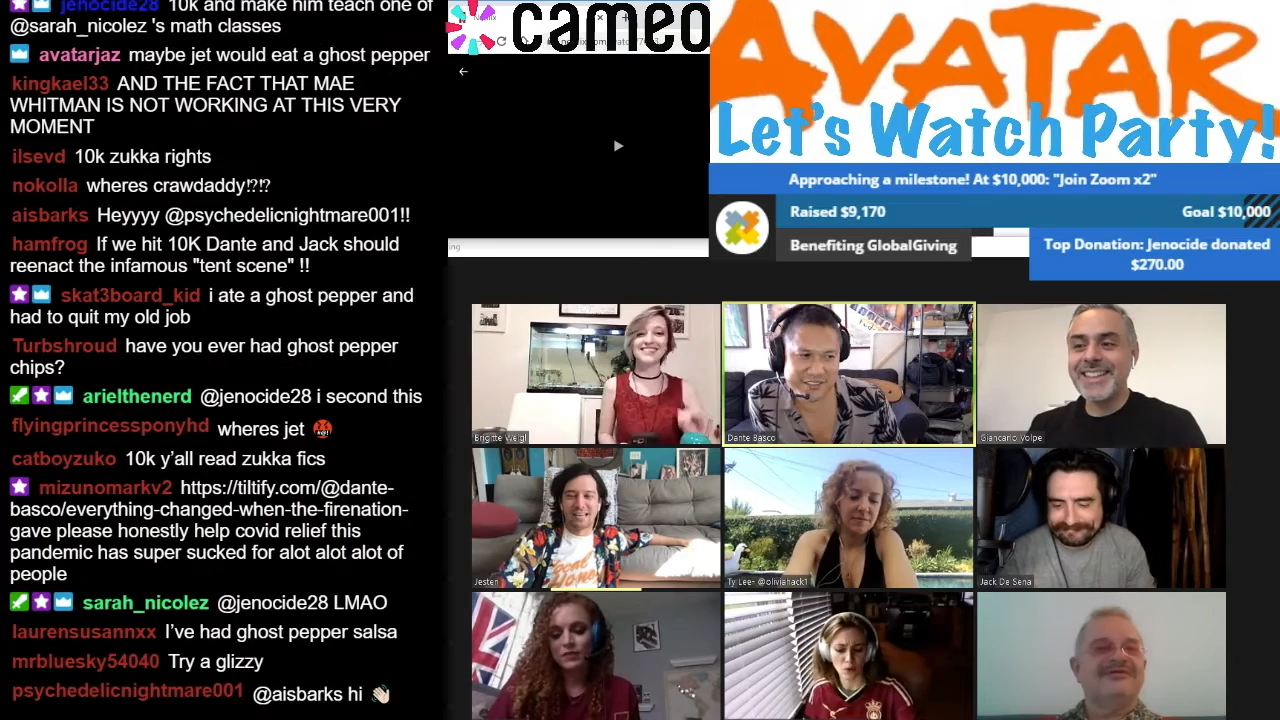 jenocide28 10k and make him teach one of
@sarah_nicolez 's math classes
avatarjaz maybe jet would eat a ghost pepper
kingkael33 AND THE FACT THAT MAE
WHITMAN IS NOT WORKING AT THIS VERY
MOMENT
ilsevd 10k zukka rights
nokolla wheres crawdaddy!?!?
aisbarks Heyyyy @psychedelicnightmare001!!
hamfrog If we hit 10K Dante and Jack should
reenact the infamous "tent scene" !!
skat3board_kid i ate a ghost pepper and
had to quit my old job
Turbshroud have you ever had ghost pepper
chips?
arielthenerd @jenocide28 i second this
flyingprincessponyhd wheres jet 🤬
catboyzuko 10k y'all read zukka fics
mizunomarkv2 https://tiltify.com/@dante-
basco/everything-changed-when-the-firenation-
gave please honestly help covid relief this
pandemic has super sucked for alot alot alot of
people
sarah_nicolez @jenocide28 LMAO
laurensusannxx I've had ghost pepper salsa
mrbluesky54040 Try a glizzy
psychedelicnightmare001 @aisbarks hi 👋🏻
cameo
AVATAR
Let's Watch Party!
Approaching a milestone! At $10,000: "Join Zoom x2"
Raised $9,170
Goal $10,000
Benefiting GlobalGiving
Top Donation: Jenocide donated
$270.00
Brigitte Weigl
Dante Basco
Giancarlo Volpe
Jesten
Ty Lee- @oliviahack1
Jack De Sena